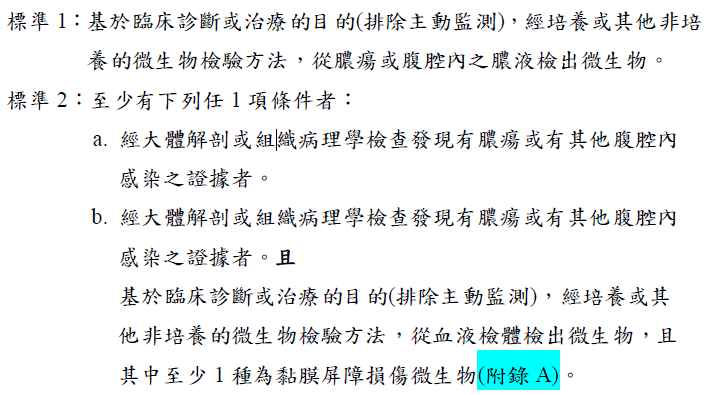 標準 1：基於臨床診斷或治療的目的(排除主動監測)，經培養或其他非培
養的微生物檢驗方法，從膿瘍或腹腔內之膿液檢出微生物。
標準 2：至少有下列任 1 項條件者：
a. 經大體解剖或組織病理學檢查發現有膿瘍或有其他腹腔內
感染之證據者。
b. 經大體解剖或組織病理學檢查發現有膿瘍或有其他腹腔內
感染之證據者。且
基於臨床診斷或治療的目的(排除主動監測)，經培養或其
他非培養的微生物檢驗方法，從血液檢體檢出微生物，且
其中至少 1 種為黏膜屏障損傷微生物(附錄 A)。